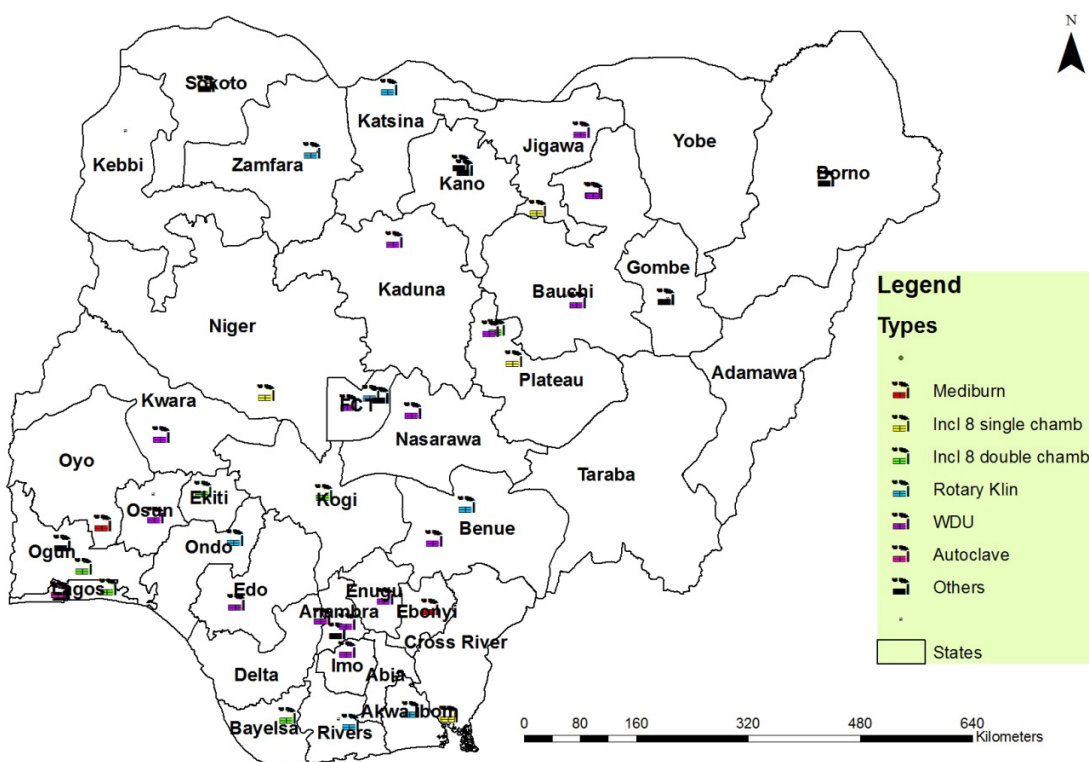 N
Sokoto
Katsina
Kebbi
Zamfara
Jigawa
Yobe
Kano
Borno
Kaduna
Gombe
Bauchi
Niger
Plateau
Adamawa
Kwara
FCT
Nasarawa
Oyo
Taraba
Osun
Ekiti
Kogi
Benue
Ogun
Ondo
Lagos
Edo
Enugu
Anambra
Ebonyi
Cross River
Delta
Imo
Abia
Bayelsa
Rivers
Akwa Ibom
Legend
Types
Mediburn
Incl 8 single chamb
Incl 8 double chamb
Rotary Klin
WDU
Autoclave
Others
States
0 80 160 320 480 640
Kilometers